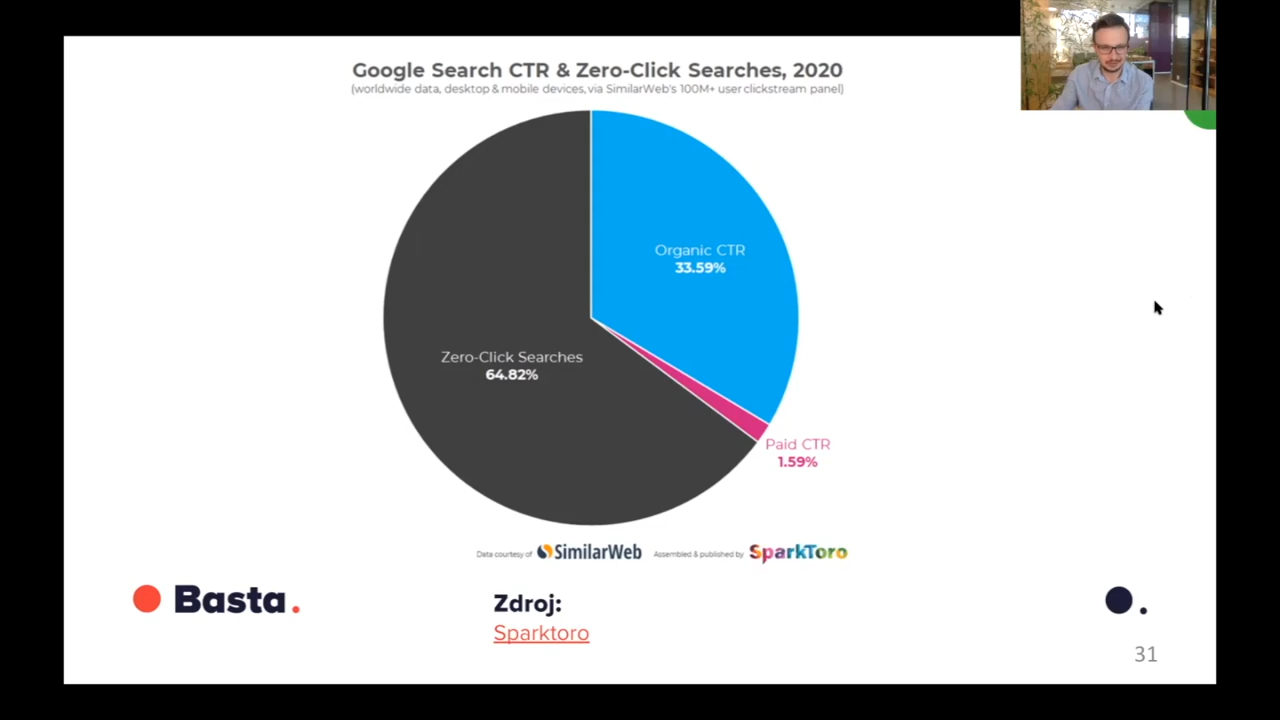 Google Search CTR & Zero-Click Searches, 2020
(worldwide data, desktop & mobile devices, via SimilarWeb's 100M+ user clickstream panel)
Organic CTR
33.59%
Zero-Click Searches
64.82%
Paid CTR
1.59%
Data courtesy of SimilarWeb Assembled & published by SparkToro
Basta.
Zdroj:
Sparktoro
31